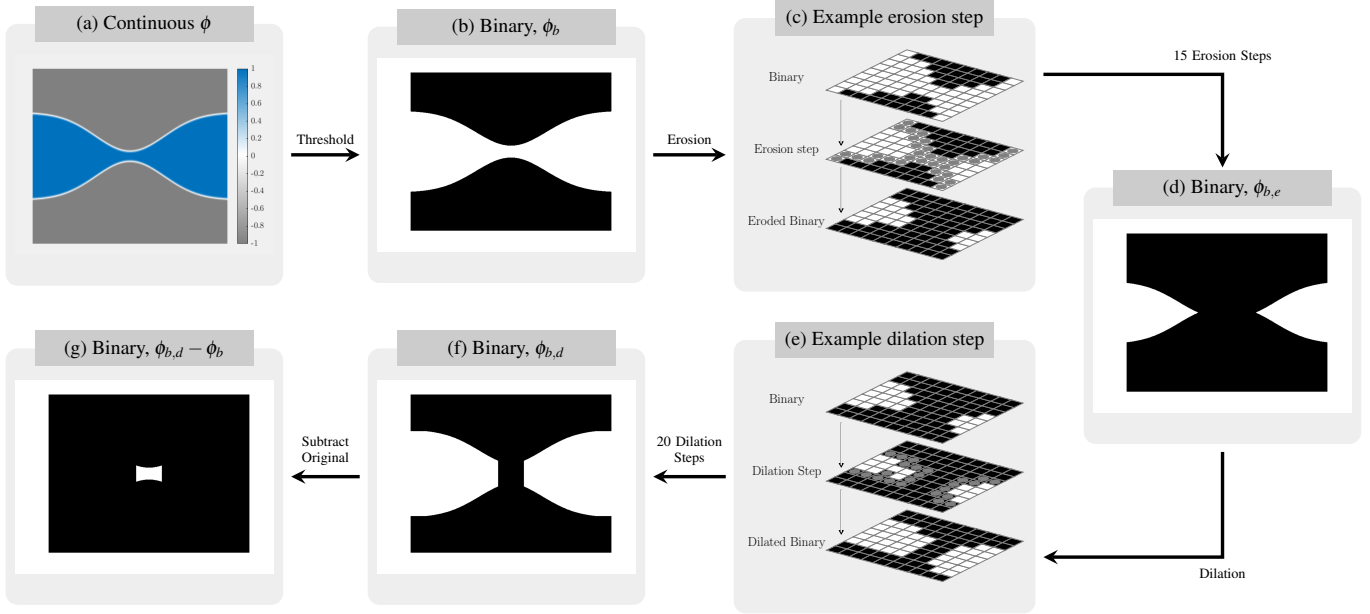 (a) Continuous ϕ
1
0.8
0.6
0.4
0.2
0
-0.2
-0.4
-0.6
-0.8
-1
Threshold
(b) Binary, ϕ_b
Erosion
(c) Example erosion step
Binary
Erosion step
Eroded Binary
15 Erosion Steps
(d) Binary, ϕ_{b,e}
Dilation
(e) Example dilation step
Binary
Dilation Step
Dilated Binary
20 Dilation
Steps
(f) Binary, ϕ_{b,d}
Subtract
Original
(g) Binary, ϕ_{b,d} − ϕ_b